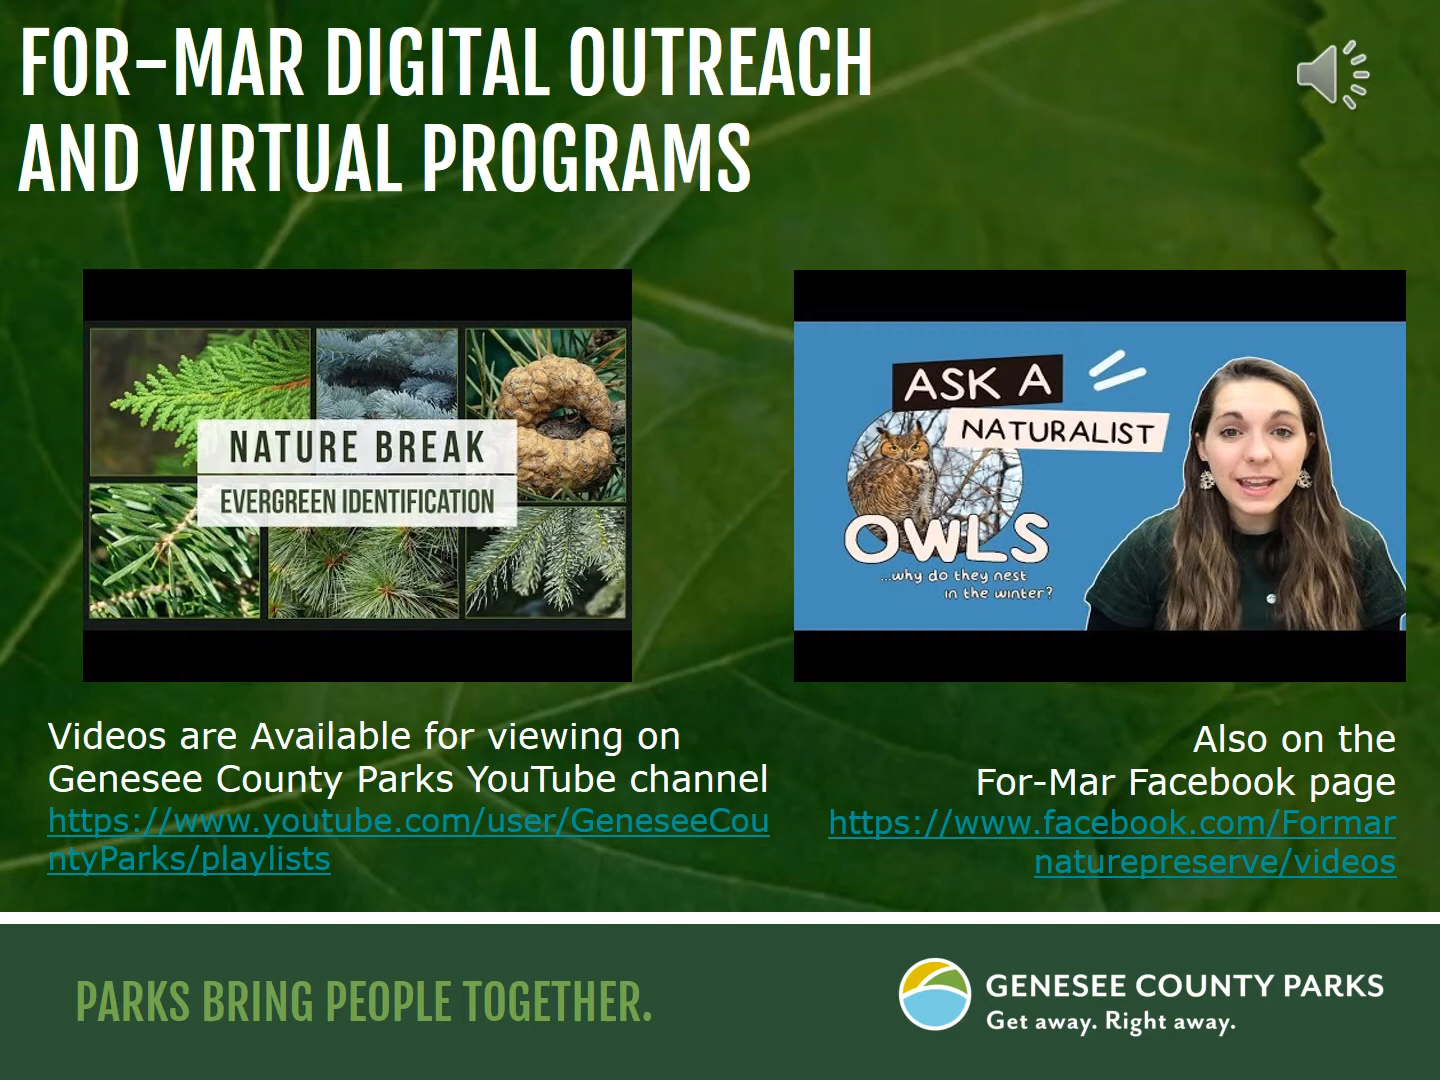 FOR-MAR DIGITAL OUTREACH
AND VIRTUAL PROGRAMS
NATURE BREAK
EVERGREEN IDENTIFICATION
ASK A
NATURALIST
OWLS
...why do they nest
in the winter?
Videos are Available for viewing on
Genesee County Parks YouTube channel
https://www.youtube.com/user/GeneseeCou
ntyParks/playlists
Also on the
For-Mar Facebook page
https://www.facebook.com/Formar
naturepreserve/videos
PARKS BRING PEOPLE TOGETHER.
GENESEE COUNTY PARKS
Get away. Right away.